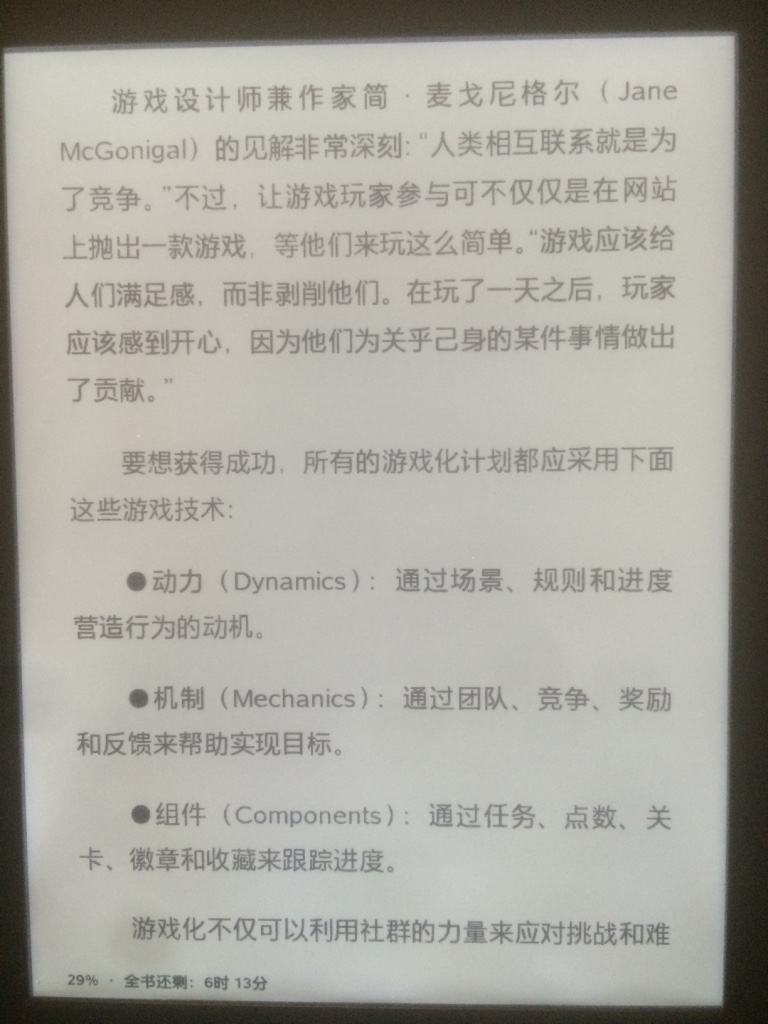 游戏设计师兼作家简·麦戈尼格尔（Jane
McGonigal）的见解非常深刻：“人类相互联系就是为
了竞争。”不过，让游戏玩家参与可不仅仅是在网站
上抛出一款游戏，等他们来玩这么简单。“游戏应该给
人们满足感，而非剥削他们。在玩了一天之后，玩家
应该感到开心，因为他们为关乎己身的某件事情做出
了贡献。”
要想获得成功，所有的游戏化计划都应采用下面
这些游戏技术：
●动力（Dynamics）：通过场景、规则和进度
营造行为的动机。
●机制（Mechanics）：通过团队、竞争、奖励
和反馈来帮助实现目标。
●组件（Components）：通过任务、点数、关
卡、徽章和收藏来跟踪进度。
游戏化不仅可以利用社群的力量来应对挑战和难
29% · 全书还剩：6时 13分